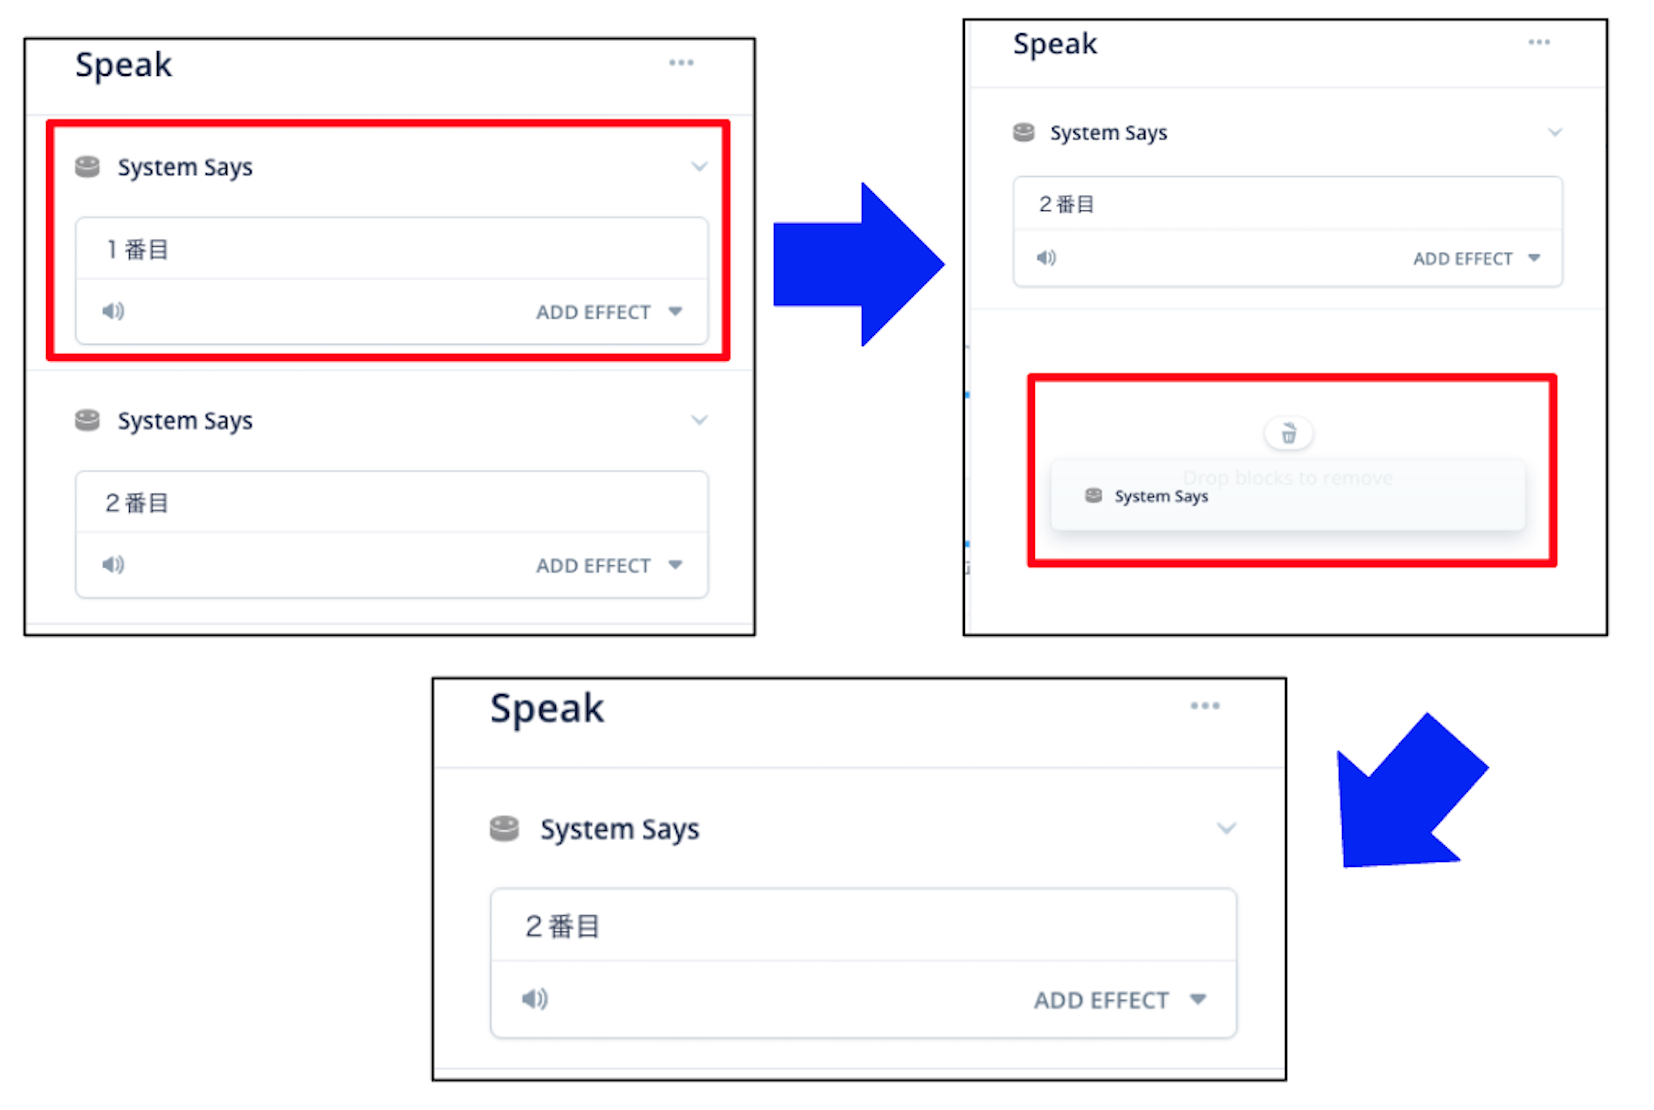 Speak
System Says
1番目
ADD EFFECT
System Says
2番目
ADD EFFECT
Speak
System Says
2番目
ADD EFFECT
Drop blocks to remove
System Says
Speak
System Says
2番目
ADD EFFECT